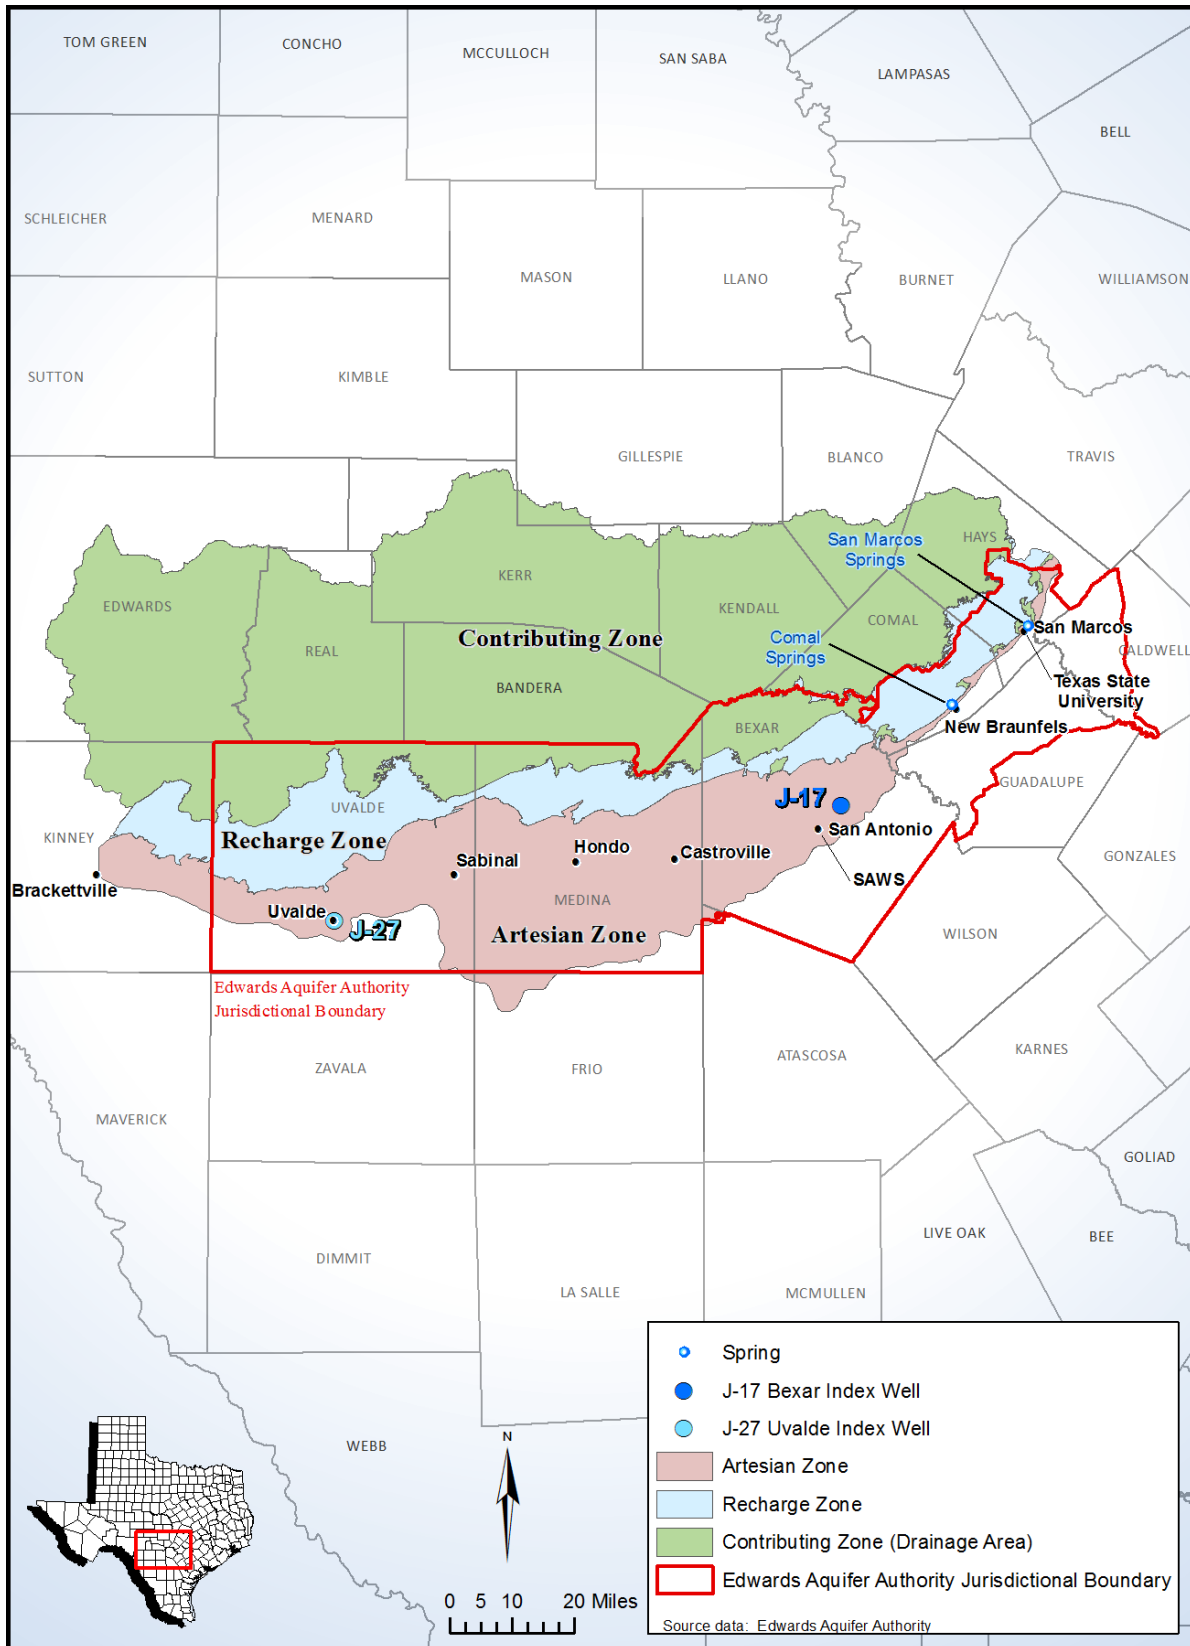 TOM GREEN
CONCHO
MCCULLOCH
SAN SABA
LAMPASAS
BELL
SCHLEICHER
MENARD
MASON
LLANO
BURNET
WILLIAMSON
SUTTON
KIMBLE
GILLESPIE
BLANCO
TRAVIS
San Marcos
Springs
HAYS
EDWARDS
KERR
KENDALL
COMAL
REAL
Contributing Zone
Comal
Springs
San Marcos
CALDWELL
BANDERA
Texas State
University
BEXAR
New Braunfels
GUADALUPE
UVALDE
J-17
KINNEY
Recharge Zone
San Antonio
Hondo
Castroville
Sabinal
GONZALES
Brackettville
SAWS
MEDINA
Uvalde
J-27
Artesian Zone
WILSON
Edwards Aquifer Authority
Jurisdictional Boundary
ZAVALA
FRIO
ATASCOSA
KARNES
MAVERICK
GOLIAD
DIMMIT
LA SALLE
MCMULLEN
LIVE OAK
BEE
WEBB
N
0 5 10 20 Miles
Spring
J-17 Bexar Index Well
J-27 Uvalde Index Well
Artesian Zone
Recharge Zone
Contributing Zone (Drainage Area)
Edwards Aquifer Authority Jurisdictional Boundary
Source data: Edwards Aquifer Authority